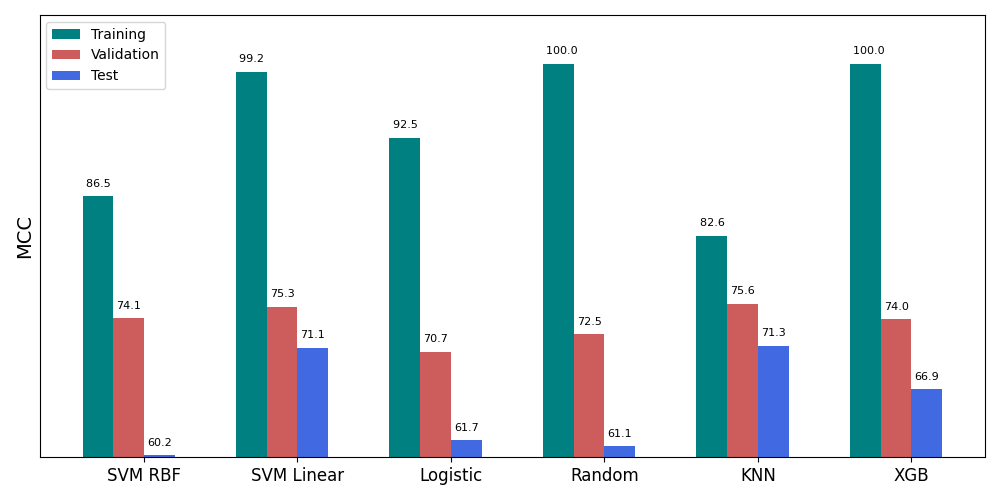 Training
Validation
Test
MCC
86.5
74.1
60.2
99.2
75.3
71.1
92.5
70.7
61.7
100.0
72.5
61.1
82.6
75.6
71.3
100.0
74.0
66.9
SVM RBF
SVM Linear
Logistic
Random
KNN
XGB